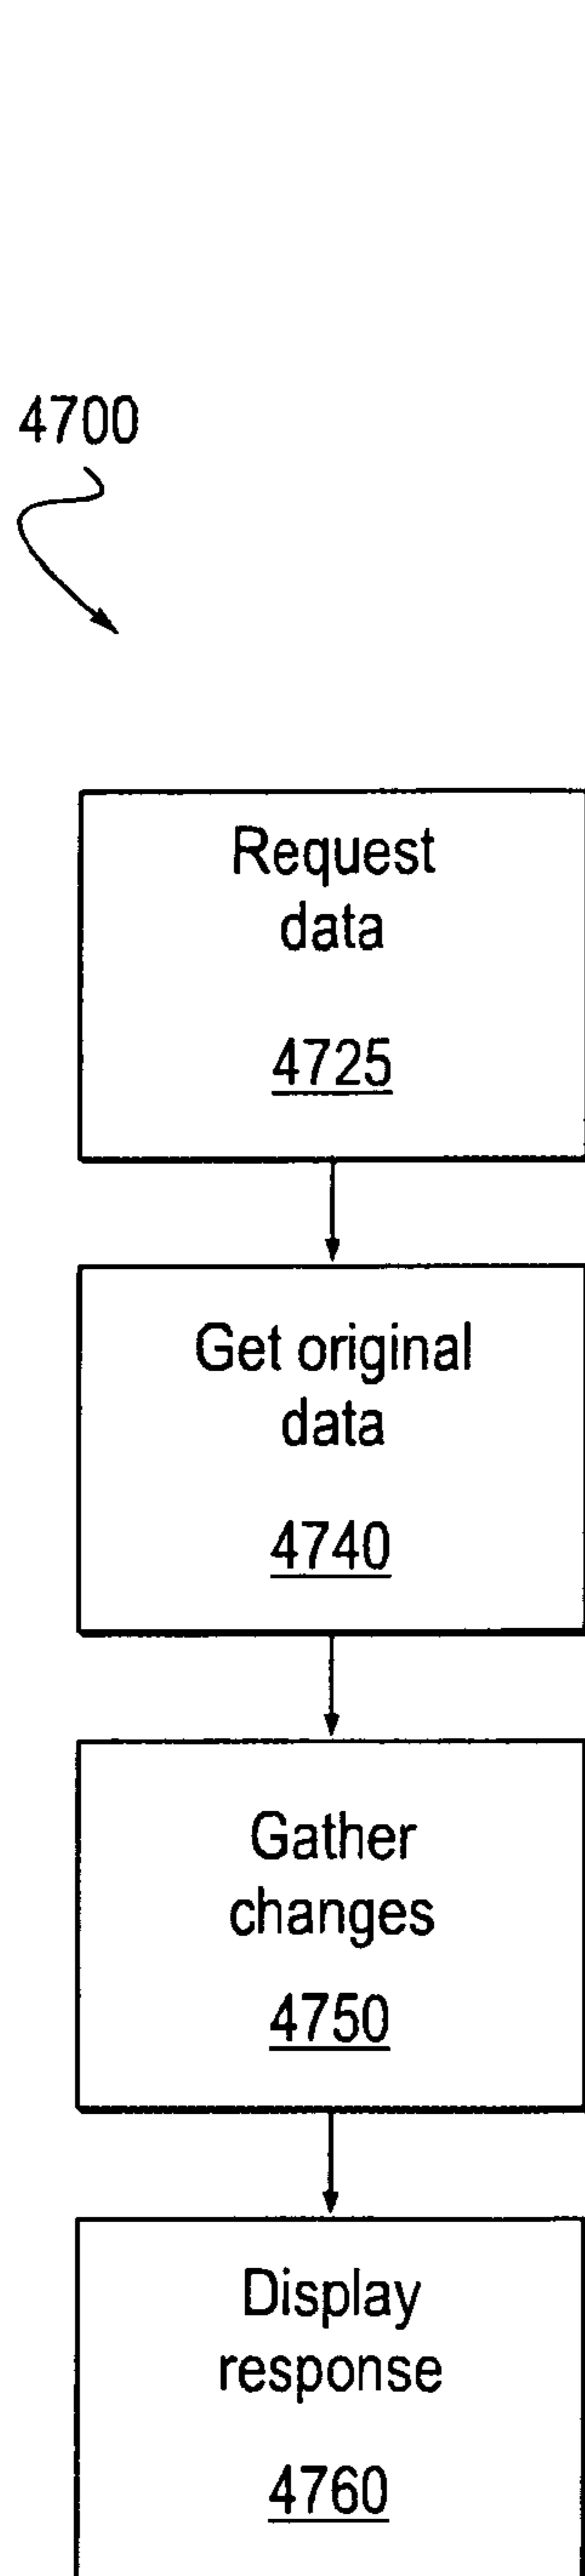 4700
Request
data
4725
Get original
data
4740
Gather
changes
4750
Display
response
4760